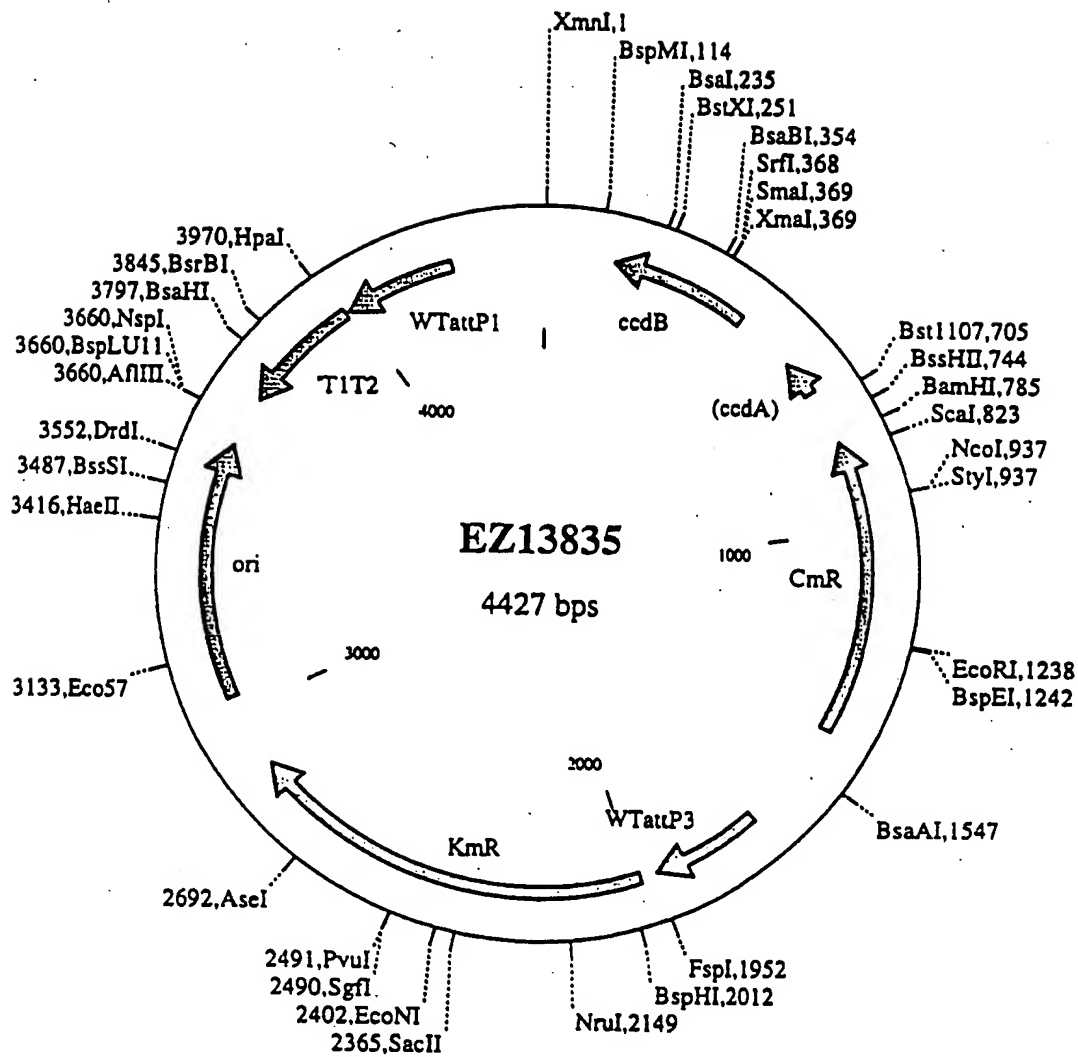 XmnI,1
BspMI,114
BsaI,235
BstXI,251
BsaBI,354
SrfI,368
SmaI,369
XmaI,369
3970,HpaI
3845,BsrBI
3797,BsaHI
3660,NspI
3660,BspLU11
3660,AflIII
WTattP1
ccdB
T1T2
4000
(ccdA)
Bst1107,705
BssHII,744
BamHI,785
ScaI,823
NcoI,937
StyI,937
3552,DrdI
3487,BssSI
3416,HaeII
EZ13835
4427 bps
ori
1000
CmR
3000
3133,Eco57
EcoRI,1238
BspEI,1242
2000
WTattP3
KmR
BsaAI,1547
2692,AseI
2491,PvuI
2490,SgfI
2402,EcoNI
2365,SacII
FspI,1952
BspHI,2012
NruI,2149